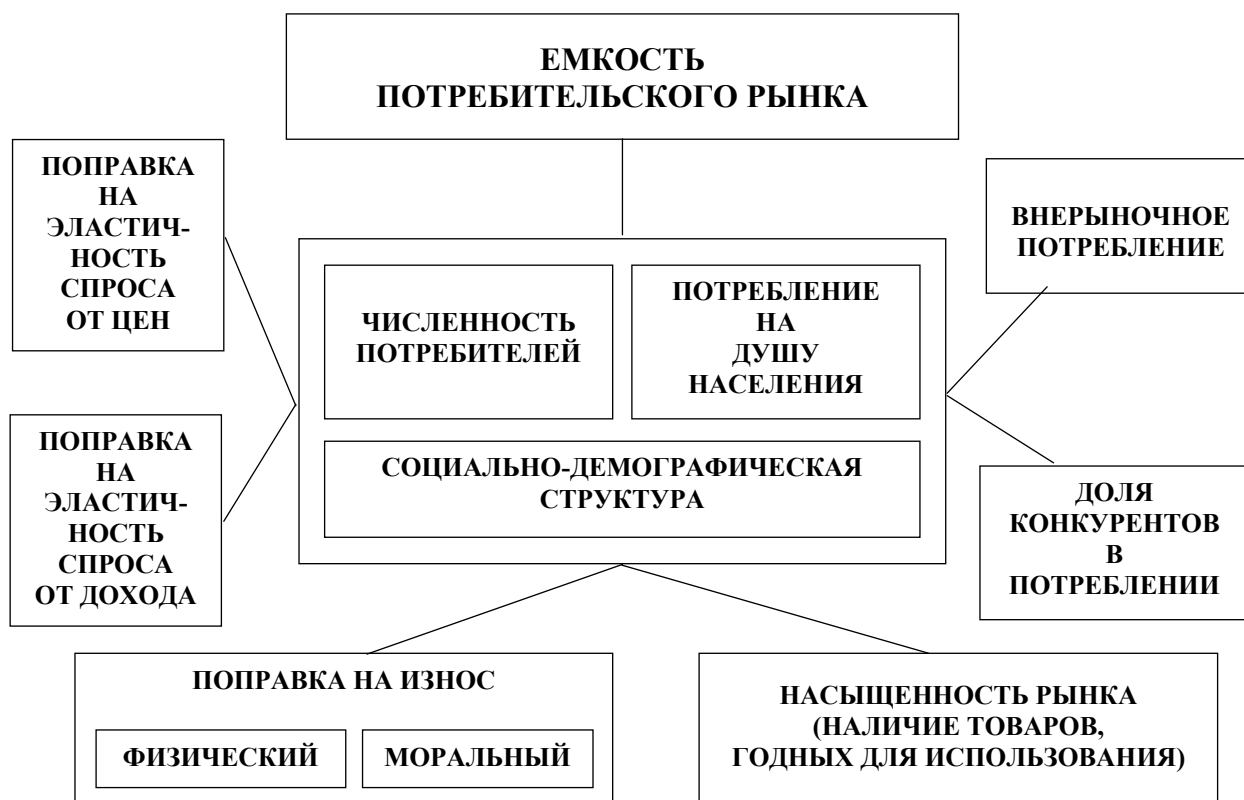 ЕМКОСТЬ
ПОТРЕБИТЕЛЬСКОГО РЫНКА
ПОПРАВКА
НА
ЭЛАСТИЧ-
НОСТЬ
СПРОСА
ОТ ЦЕН
ВНЕРЫНОЧНОЕ
ПОТРЕБЛЕНИЕ
ЧИСЛЕННОСТЬ
ПОТРЕБИТЕЛЕЙ
ПОТРЕБЛЕНИЕ
НА
ДУШУ
НАСЕЛЕНИЯ
СОЦИАЛЬНО-ДЕМОГРАФИЧЕСКАЯ
СТРУКТУРА
ПОПРАВКА
НА
ЭЛАСТИЧ-
НОСТЬ
СПРОСА
ОТ ДОХОДА
ДОЛЯ
КОНКУРЕНТОВ
В
ПОТРЕБЛЕНИИ
ПОПРАВКА НА ИЗНОС
ФИЗИЧЕСКИЙ
МОРАЛЬНЫЙ
НАСЫЩЕННОСТЬ РЫНКА
(НАЛИЧИЕ ТОВАРОВ,
ГОДНЫХ ДЛЯ ИСПОЛЬЗОВАНИЯ)